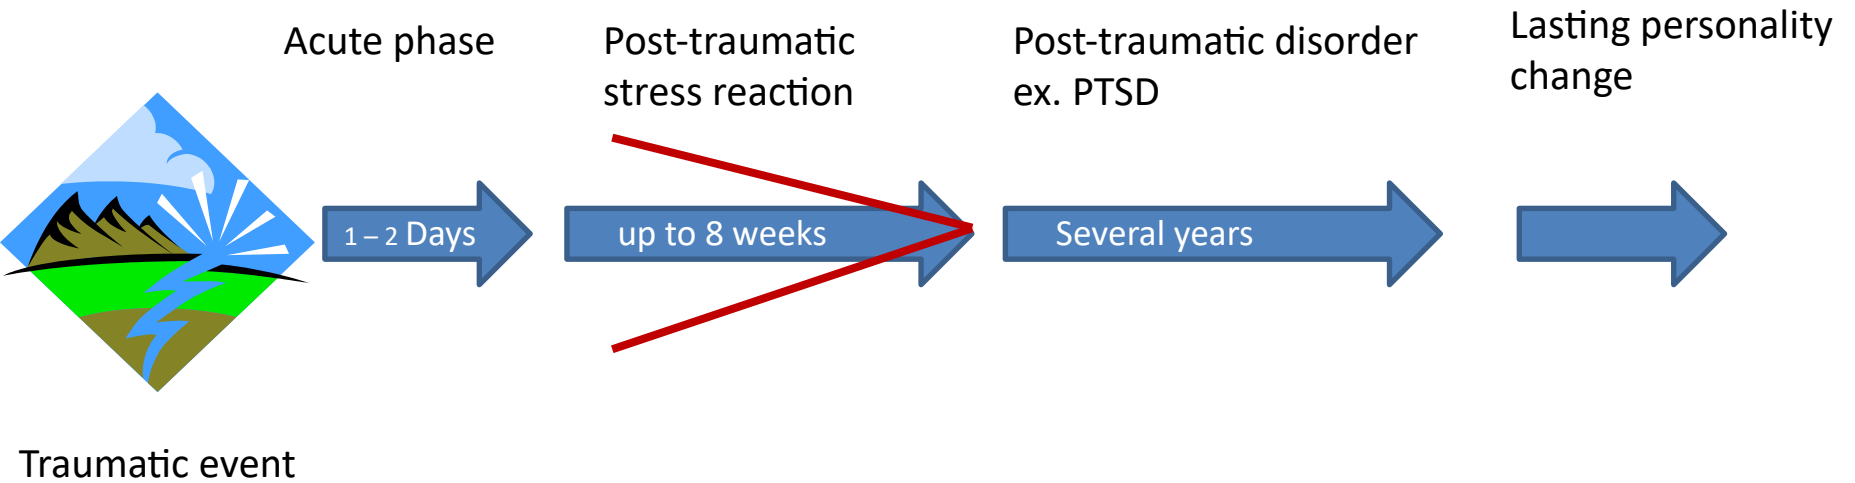 Acute phase
Post-traumatic
stress reaction
Post-traumatic disorder
ex. PTSD
Lasting personality
change
1 – 2 Days
up to 8 weeks
Several years
Traumatic event